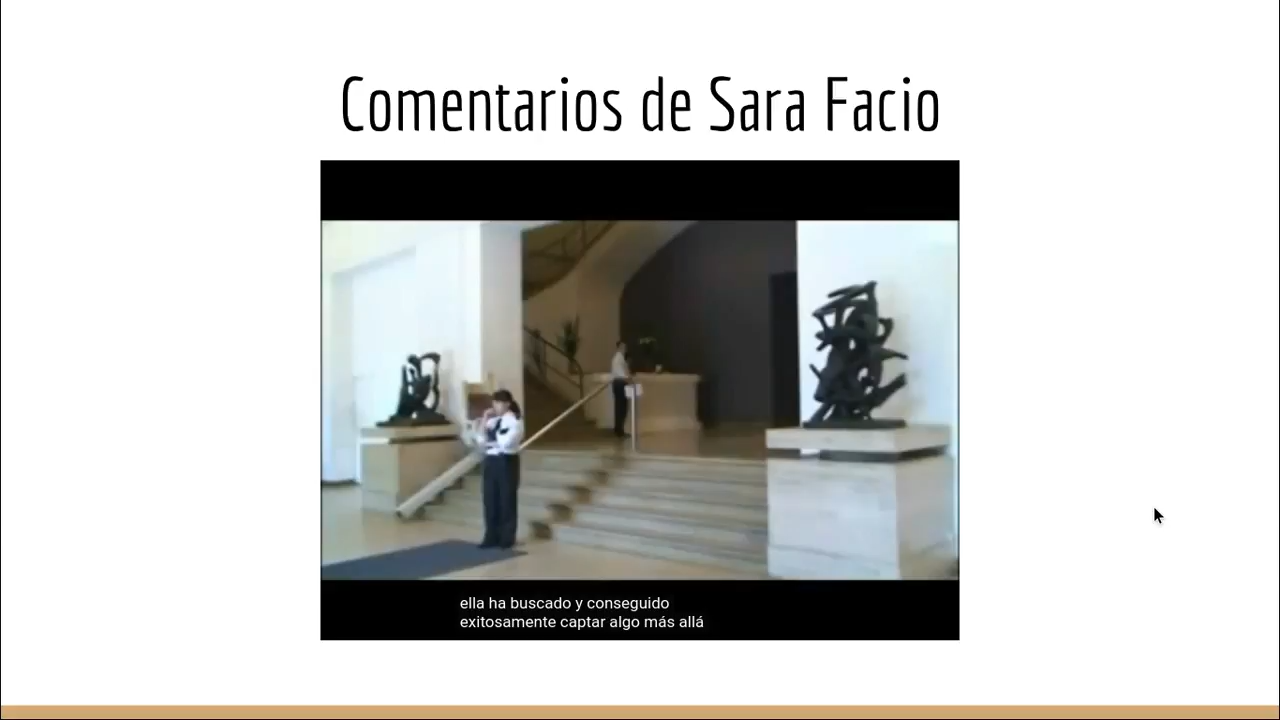 Comentarios de Sara Facio
ella ha buscado y conseguido
exitosamente captar algo más allá